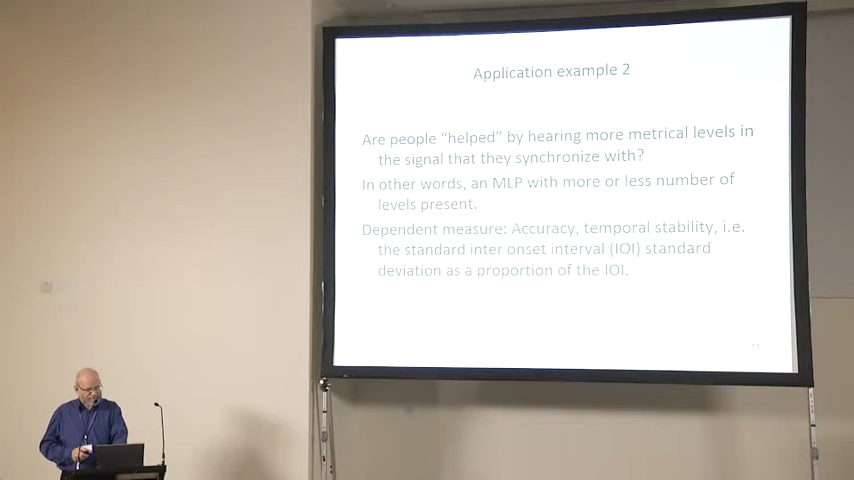 Application example 2
Are people “helped” by hearing more metrical levels in
the signal that they synchronize with?
In other words, an MLP with more or less number of
levels present.
Dependent measure: Accuracy, temporal stability, i.e.
the standard inter onset interval (IOI) standard
deviation as a proportion of the IOI.
11